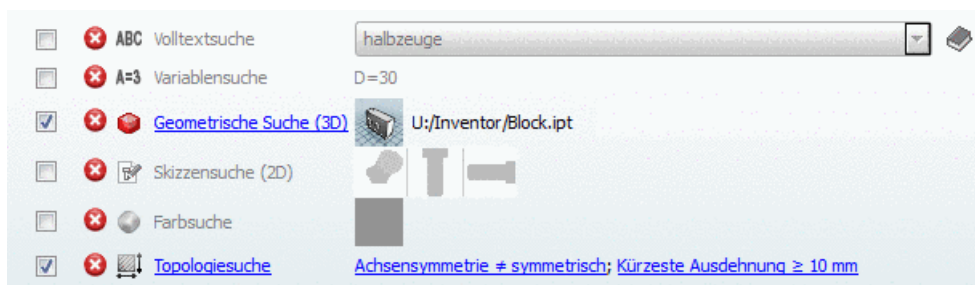 ABC Volltextsuche halbzeuge
A=3 Variablensuche D=30
Geometrische Suche (3D) U:/Inventor/Block.ipt
Skizzensuche (2D)
Farbsuche
Topologiesuche Achsensymmetrie ≠ symmetrisch; Kürzeste Ausdehnung ≥ 10 mm